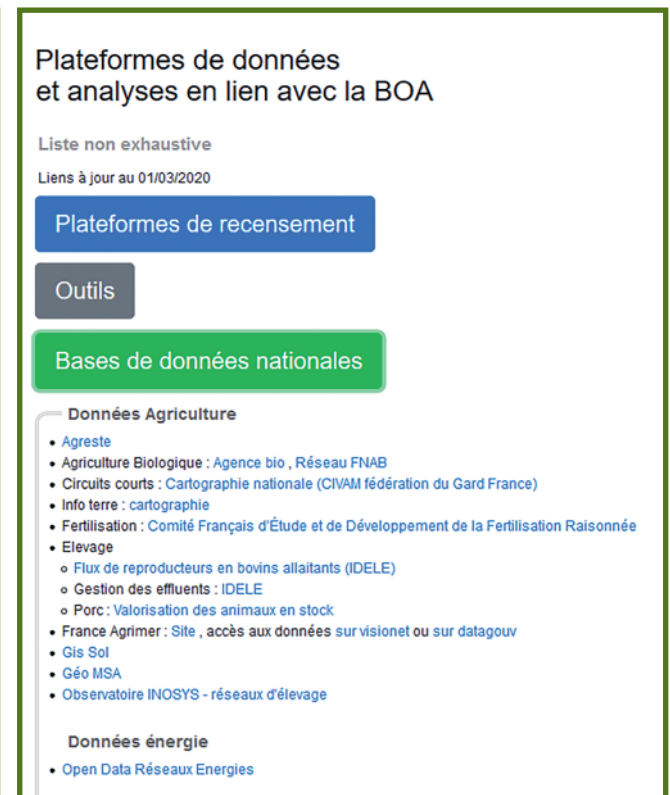 Plateformes de données
et analyses en lien avec la BOA
Liste non exhaustive
Liens à jour au 01/03/2020
Plateformes de recensement
Outils
Bases de données nationales
Données Agriculture
• Agreste
• Agriculture Biologique : Agence bio , Réseau FNAB
• Circuits courts : Cartographie nationale (CIVAM fédération du Gard France)
• Info terre : cartographie
• Fertilisation : Comité Français d'Étude et de Développement de la Fertilisation Raisonnée
• Elevage
o Flux de reproducteurs en bovins allaitants (IDELE)
o Gestion des effluents : IDELE
o Porc : Valorisation des animaux en stock
• France Agrimer : Site , accès aux données sur visionet ou sur datagouv
• Gis Sol
• Géo MSA
• Observatoire INOSYS - réseaux d'élevage
Données énergie
• Open Data Réseaux Energies